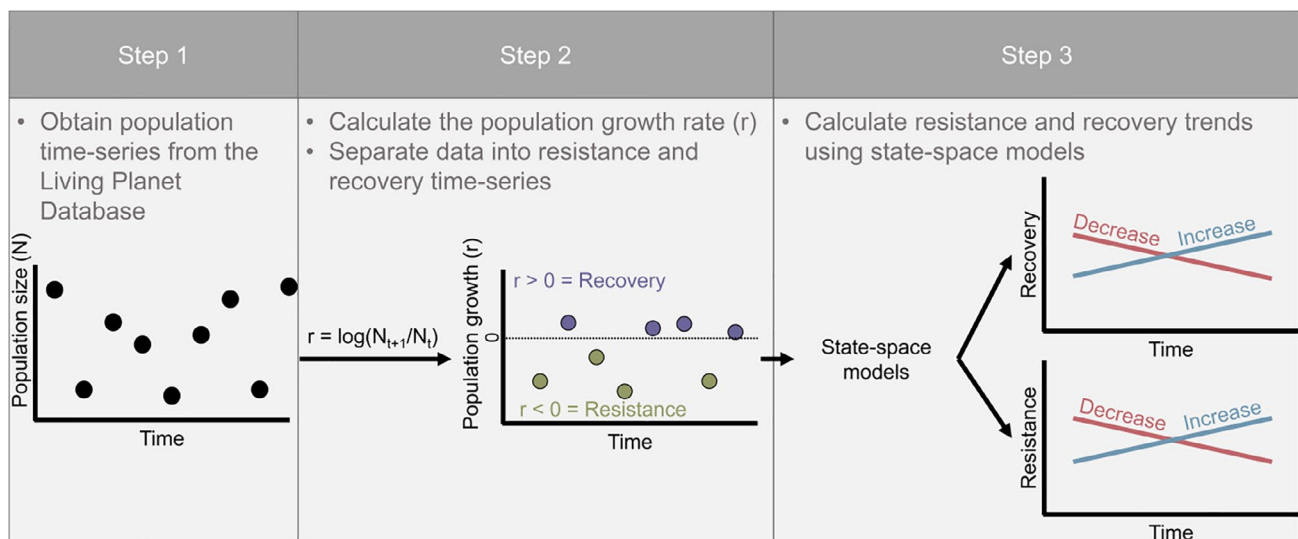 Step 1
• Obtain population
time-series from the
Living Planet
Database
Population size (N)
Time
Step 2
• Calculate the population growth rate (r)
• Separate data into resistance and
recovery time-series
r = log(Nₜ₊₁/Nₜ)
Population growth (r)
0
r > 0 = Recovery
r < 0 = Resistance
Time
Step 3
• Calculate resistance and recovery trends
using state-space models
State-space
models
Recovery
Decrease
Increase
Time
Resistance
Decrease
Increase
Time